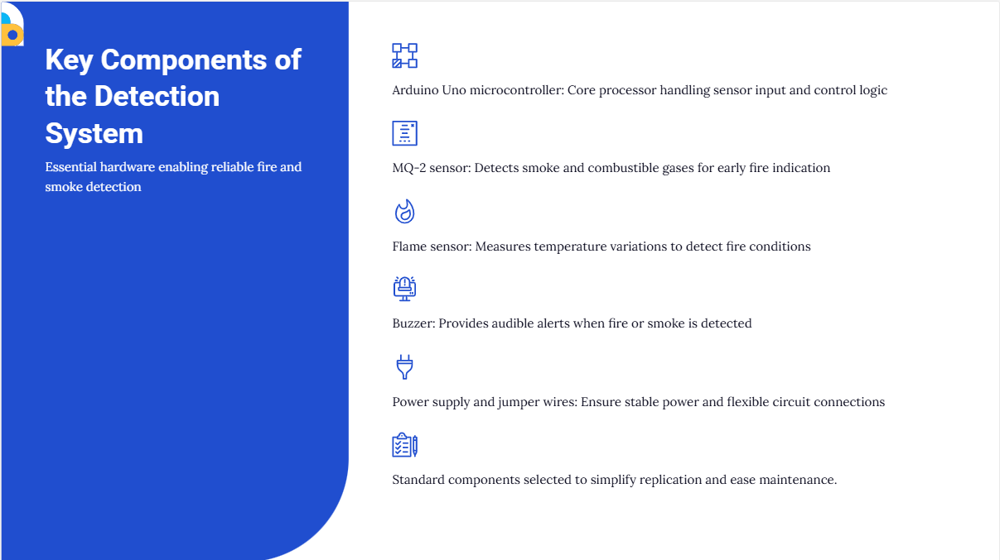 Key Components of
the Detection
System
Essential hardware enabling reliable fire and
smoke detection
Arduino Uno microcontroller: Core processor handling sensor input and control logic
MQ-2 sensor: Detects smoke and combustible gases for early fire indication
Flame sensor: Measures temperature variations to detect fire conditions
Buzzer: Provides audible alerts when fire or smoke is detected
Power supply and jumper wires: Ensure stable power and flexible circuit connections
Standard components selected to simplify replication and ease maintenance.